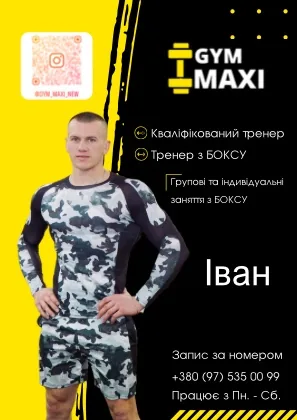 @GYM_MAXI_NEW
GYM
MAXI
Кваліфікований тренер
Тренер з БОКСУ
Групові та індивідуальні
заняття з БОКСУ
Іван
Запис за номером
+380 (97) 535 00 99
Працює з Пн. - Сб.